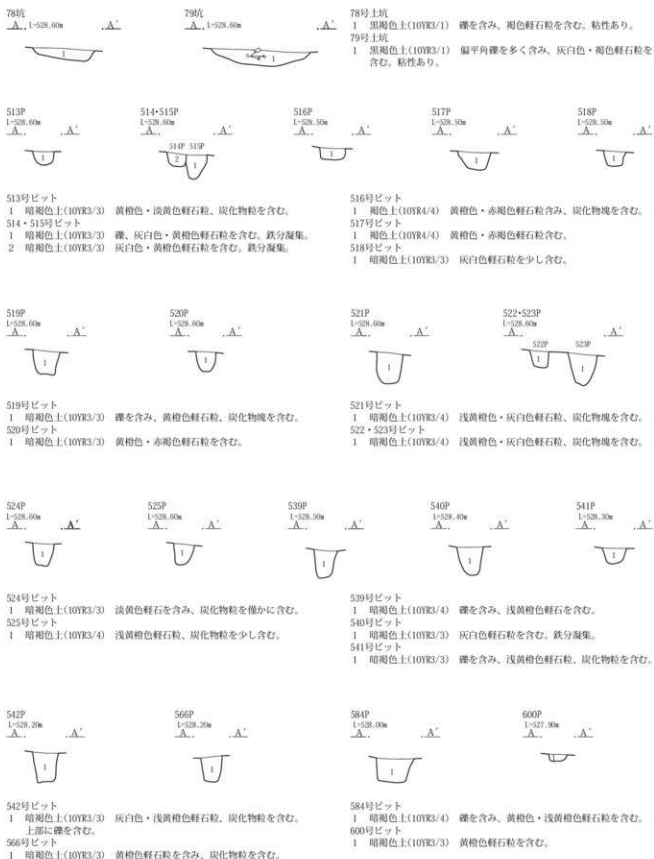 78坑
A L=528.60m A′
1
79坑
A L=528.60m A′
S
1
78号土坑
1 黒褐色土(10YR3/1) 礫を含み、褐色軽石粒を含む。粘性あり。
79号土坑
1 黒褐色土(10YR3/1) 偏平角礫を多く含み、灰白色・褐色軽石粒を
含む。粘性あり。
513P
L=528.60m
A A′
1
514・515P
L=528.60m
A A′
514P 515P
2 1
516P
L=528.50m
A A′
1
517P
L=528.50m
A A′
1
518P
L=528.50m
A A′
1
513号ピット
1 暗褐色土(10YR3/3) 黄橙色・淡黄色軽石粒、炭化物粒を含む。
514・515号ピット
1 暗褐色土(10YR3/3) 礫、灰白色・黄橙色軽石粒を含む。鉄分凝集。
2 暗褐色土(10YR3/3) 灰白色・黄橙色軽石粒を含む。鉄分凝集。
516号ピット
1 褐色土(10YR4/4) 黄橙色・赤褐色軽石粒含み、炭化物塊を含む。
517号ピット
1 褐色土(10YR4/4) 黄橙色・赤褐色軽石粒含む。
518号ピット
1 暗褐色土(10YR3/3) 灰白色軽石粒を少し含む。
519P
L=528.60m
A A′
1
520P
L=528.60m
A A′
1
521P
L=528.60m
A A′
1
522・523P
L=528.60m
A A′
522P 523P
1 1
519号ピット
1 暗褐色土(10YR3/3) 礫を含み、黄橙色軽石粒、炭化物塊を含む。
520号ピット
1 暗褐色土(10YR3/3) 黄橙色・赤褐色軽石粒を含む。
521号ピット
1 暗褐色土(10YR3/4) 浅黄橙色・灰白色軽石粒、炭化物塊を含む。
522・523号ピット
1 暗褐色土(10YR3/4) 浅黄橙色・灰白色軽石粒、炭化物塊を含む。
524P
L=528.60m
A A′
1
525P
L=528.60m
A A′
1
539P
L=528.50m
A A′
1
540P
L=528.40m
A A′
1
541P
L=528.30m
A A′
1
524号ピット
1 暗褐色土(10YR3/3) 淡黄色軽石を含み、炭化物粒を僅かに含む。
525号ピット
1 暗褐色土(10YR3/4) 浅黄橙色軽石粒、炭化物粒を少し含む。
539号ピット
1 暗褐色土(10YR3/4) 礫を含み、浅黄橙色軽石を含む。
540号ピット
1 暗褐色土(10YR3/3) 灰白色軽石粒を含む。鉄分凝集。
541号ピット
1 暗褐色土(10YR3/3) 礫を含み、浅黄橙色軽石粒、炭化物粒を含む。
542P
L=528.20m
A A′
1
566P
L=528.20m
A A′
1
584P
L=528.00m
A A′
1
600P
L=527.90m
A A′
1
542号ピット
1 暗褐色土(10YR3/3) 灰白色・浅黄橙色軽石粒、炭化物粒を含む。
上部に礫を含む。
566号ピット
1 暗褐色土(10YR3/3) 黄橙色軽石粒を含み、炭化物粒を含む。
584号ピット
1 暗褐色土(10YR3/4) 礫を含み、黄橙色・浅黄橙色軽石粒を含む。
600号ピット
1 暗褐色土(10YR3/3) 黄橙色軽石粒を含む。